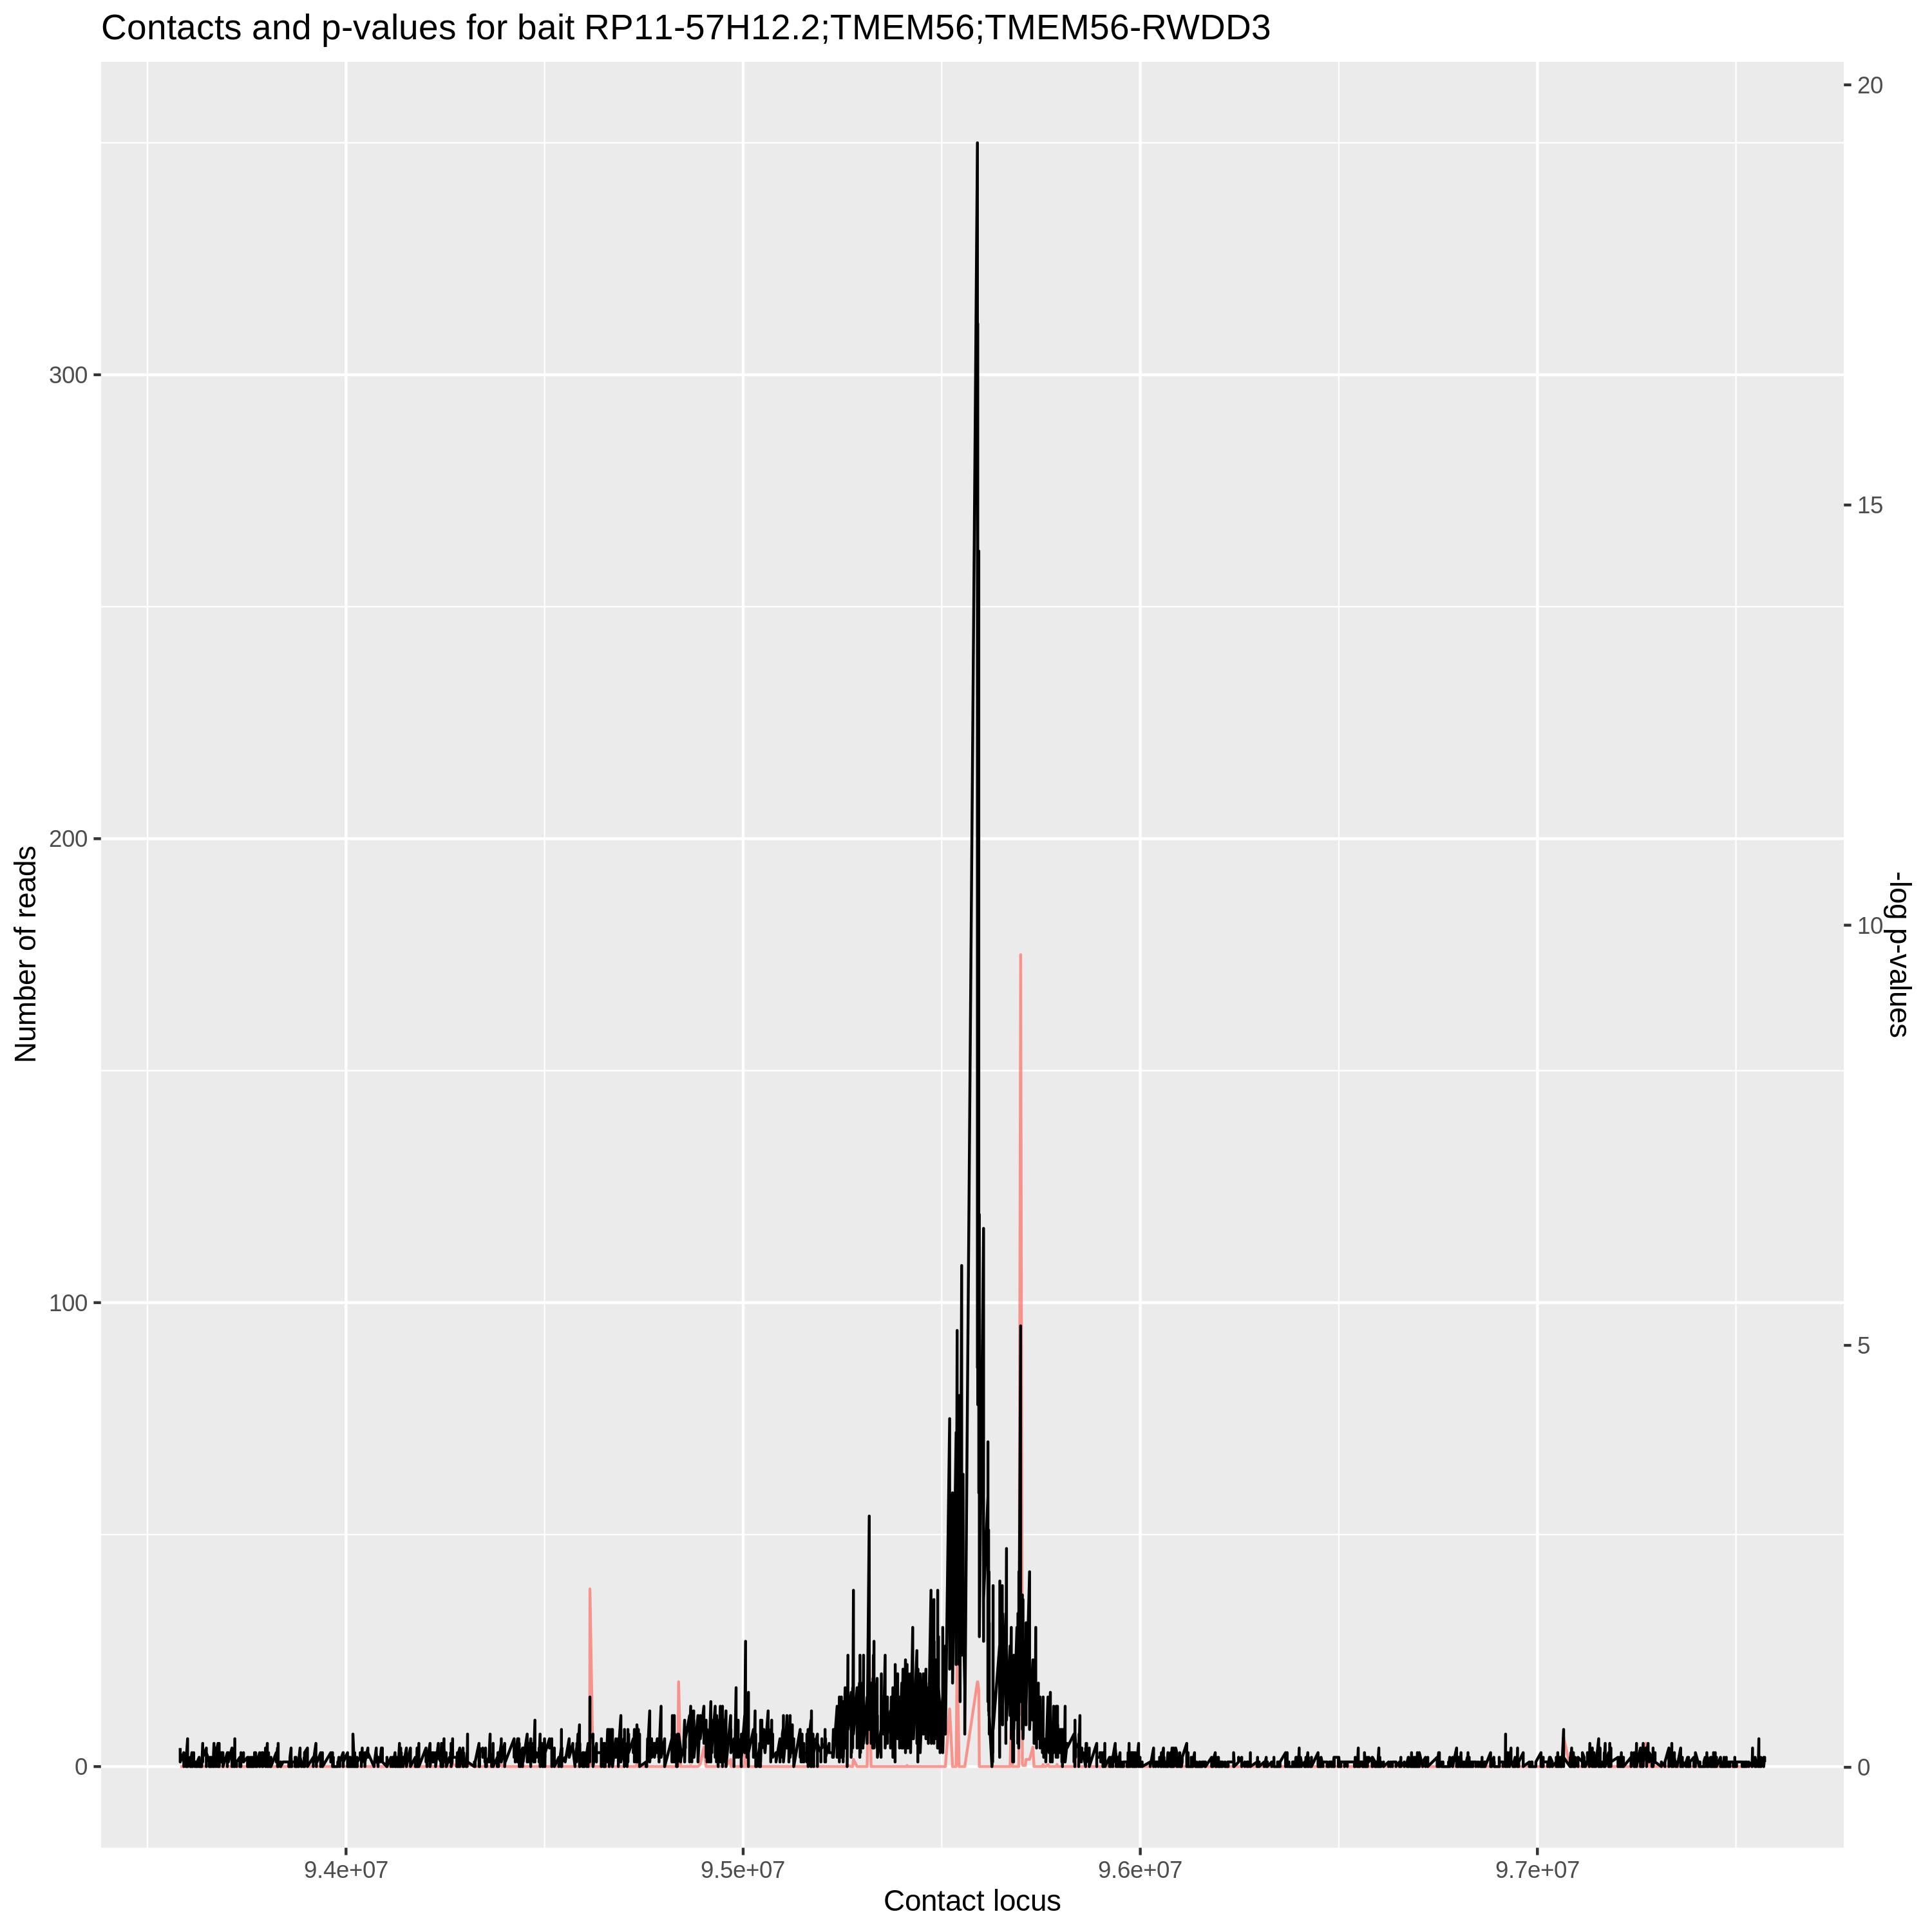 Contacts and p-values for bait RP11-57H12.2;TMEM56;TMEM56-RWDD3
Number of reads
300
200
100
0
20
15
10
5
0
-log p-values
9.4e+07 9.5e+07 9.6e+07 9.7e+07
Contact locus